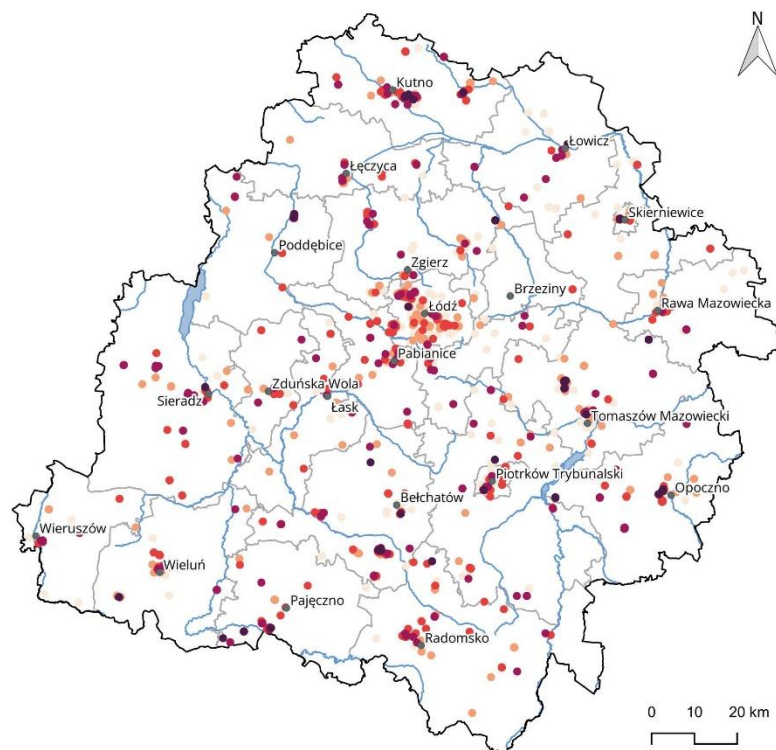 N
Kutno
Łowicz
Łęczyca
Skierniewice
Poddębice
Zgierz
Brzeziny
Rawa Mazowiecka
Łódź
Pabianice
Zduńska Wola
Sieradz
Łask
Tomaszów Mazowiecki
Piotrków Trybunalski
Opoczno
Bełchatów
Wieruszów
Wieluń
Pajęczno
Radomsko
0 10 20 km